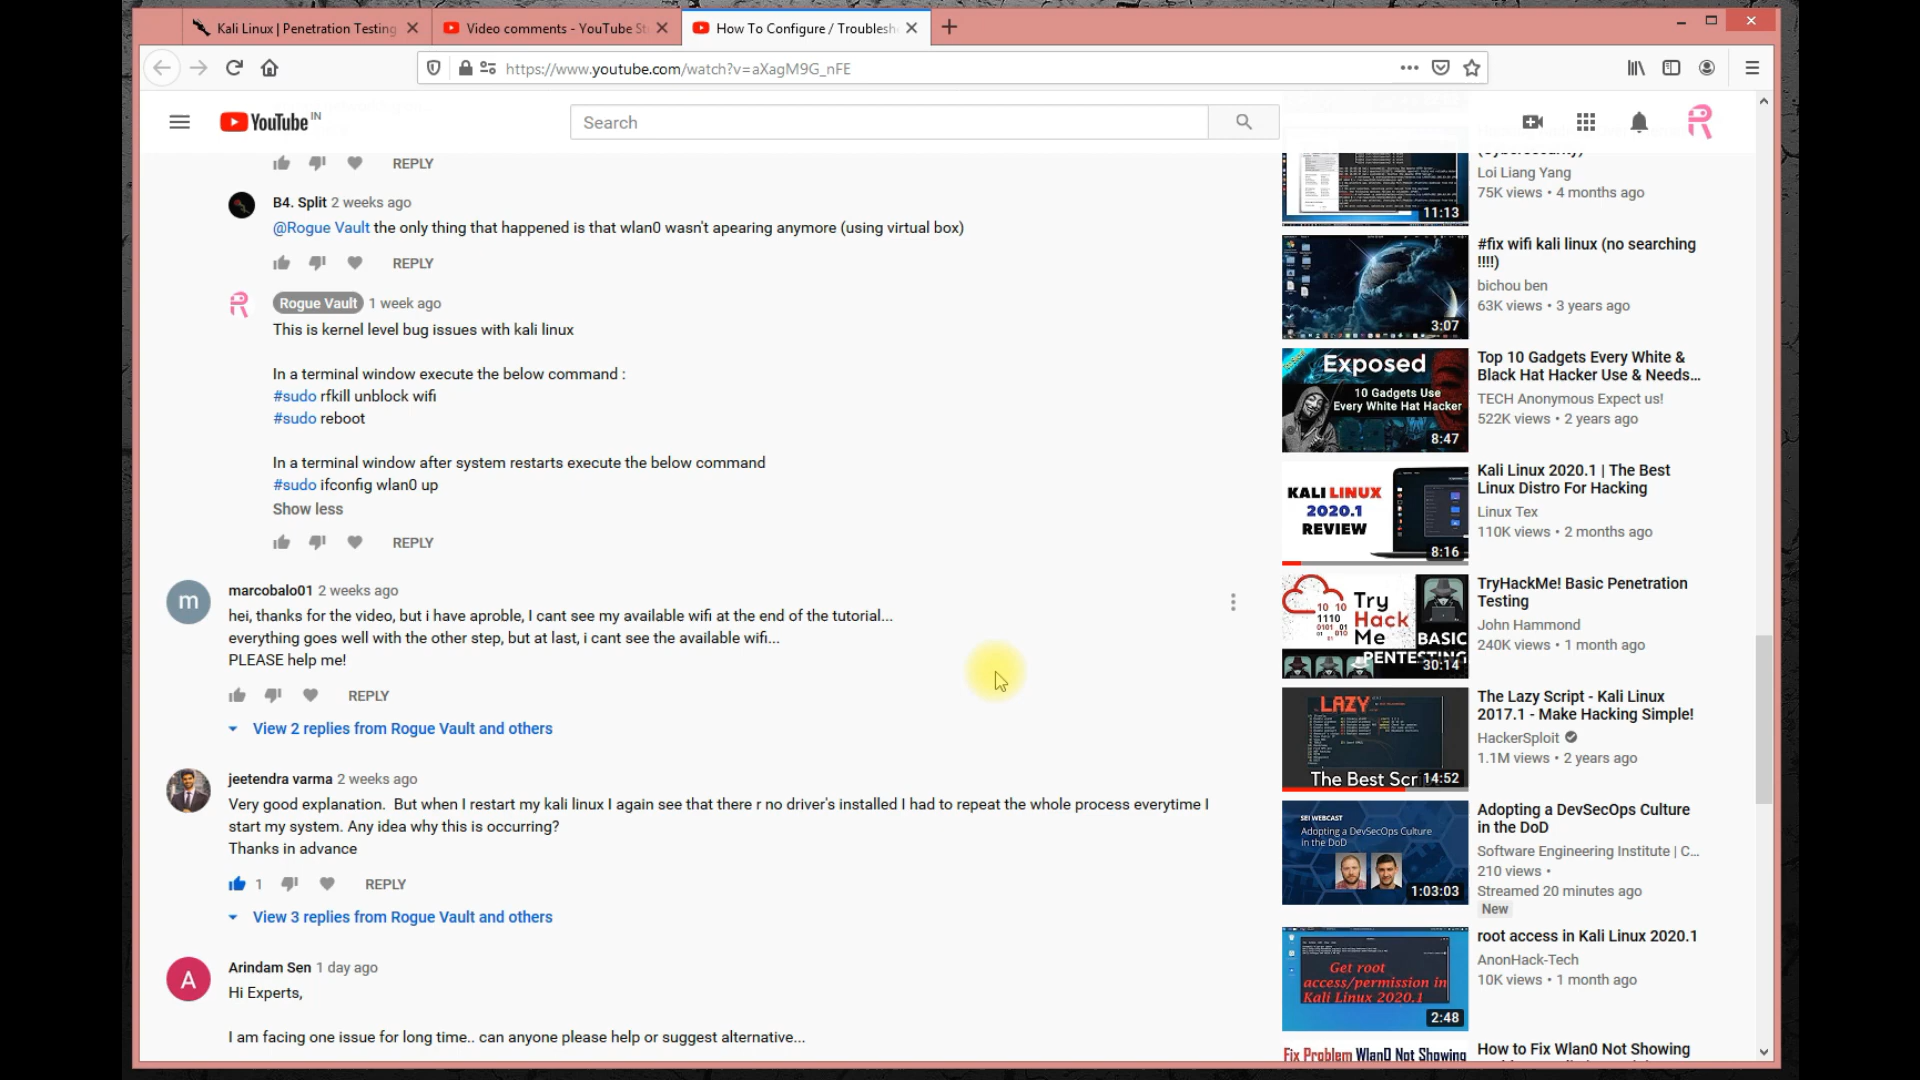 Kali Linux | Penetration Testing
Video comments - YouTube St
How To Configure / Troublesh
https://www.youtube.com/watch?v=aXagM9G_nFE
YouTube IN
Search
REPLY
B4. Split 2 weeks ago
@Rogue Vault the only thing that happened is that wlan0 wasn't apearing anymore (using virtual box)
REPLY
Rogue Vault 1 week ago
This is kernel level bug issues with kali linux
In a terminal window execute the below command :
#sudo rfkill unblock wifi
#sudo reboot
In a terminal window after system restarts execute the below command
#sudo ifconfig wlan0 up
Show less
REPLY
m
marcobalo01 2 weeks ago
hei, thanks for the video, but i have aproble, I cant see my available wifi at the end of the tutorial...
everything goes well with the other step, but at last, i cant see the available wifi...
PLEASE help me!
REPLY
View 2 replies from Rogue Vault and others
jeetendra varma 2 weeks ago
Very good explanation. But when I restart my kali linux I again see that there r no driver's installed I had to repeat the whole process everytime I
start my system. Any idea why this is occurring?
Thanks in advance
1 REPLY
View 3 replies from Rogue Vault and others
A
Arindam Sen 1 day ago
Hi Experts,
I am facing one issue for long time.. can anyone please help or suggest alternative...
11:13
(Cybersecurity)
Loi Liang Yang
75K views • 4 months ago
3:07
#fix wifi kali linux (no searching
!!!!)
bichou ben
63K views • 3 years ago
Exposed
10 Gadgets Use
Every White Hat Hacker
8:47
Top 10 Gadgets Every White &
Black Hat Hacker Use & Needs...
TECH Anonymous Expect us!
522K views • 2 years ago
KALI LINUX
2020.1
REVIEW
8:16
Kali Linux 2020.1 | The Best
Linux Distro For Hacking
Linux Tex
110K views • 2 months ago
Try
Hack
Me
BASIC
PENTESTING
30:14
TryHackMe! Basic Penetration
Testing
John Hammond
240K views • 1 month ago
LAZY
The Best Scr
14:52
The Lazy Script - Kali Linux
2017.1 - Make Hacking Simple!
HackerSploit
1.1M views • 2 years ago
SEI WEBCAST
Adopting a DevSecOps Culture
in the DoD
1:03:03
Adopting a DevSecOps Culture
in the DoD
Software Engineering Institute | C...
210 views •
Streamed 20 minutes ago
New
Get root
access/permission in
Kali Linux 2020.1
2:48
root access in Kali Linux 2020.1
AnonHack-Tech
10K views • 1 month ago
Fix Problem Wlan0 Not Showing
How to Fix Wlan0 Not Showing